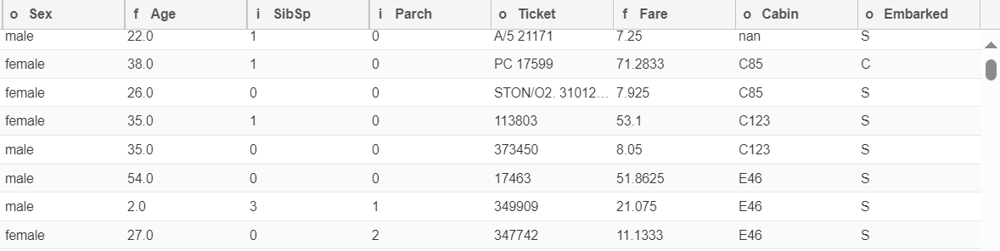 o Sex f Age i SibSp i Parch o Ticket f Fare o Cabin o Embarked
male 22.0 1 0 A/5 21171 7.25 nan S
female 38.0 1 0 PC 17599 71.2833 C85 C
female 26.0 0 0 STON/O2. 31012… 7.925 C85 S
female 35.0 1 0 113803 53.1 C123 S
male 35.0 0 0 373450 8.05 C123 S
male 54.0 0 0 17463 51.8625 E46 S
male 2.0 3 1 349909 21.075 E46 S
female 27.0 0 2 347742 11.1333 E46 S